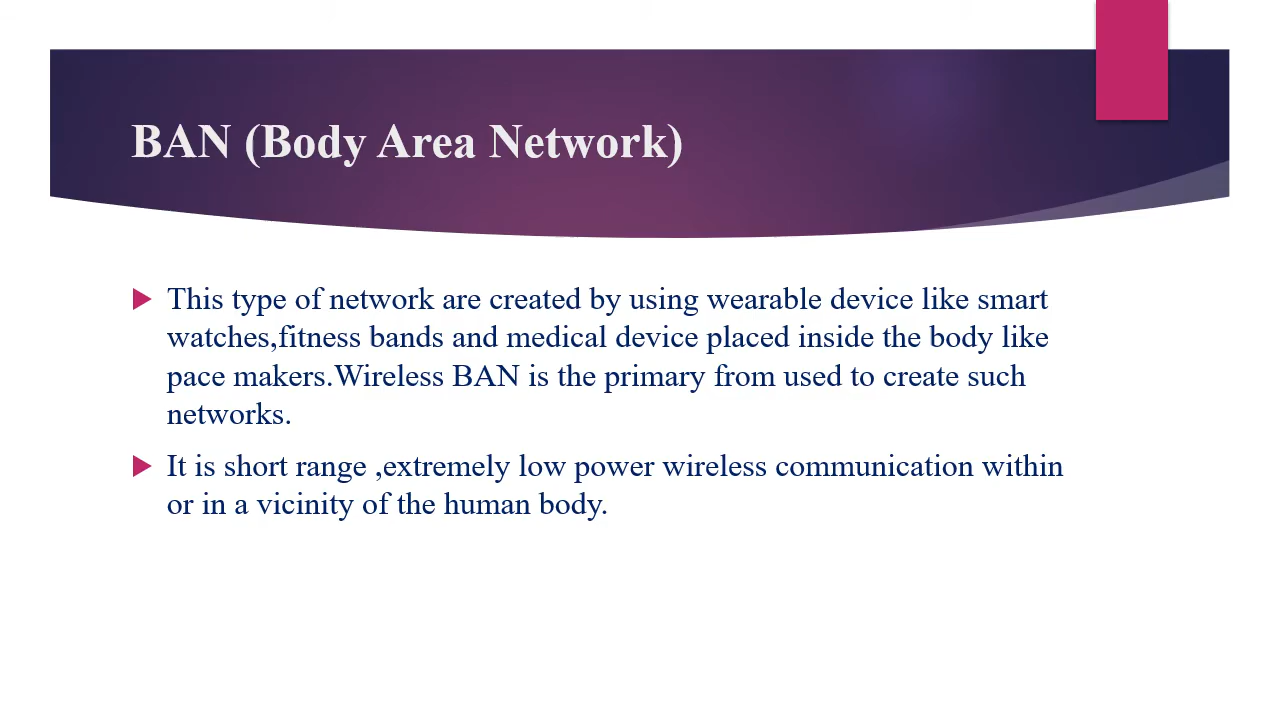 BAN (Body Area Network)
This type of network are created by using wearable device like smart
watches,fitness bands and medical device placed inside the body like
pace makers.Wireless BAN is the primary from used to create such
networks.
It is short range ,extremely low power wireless communication within
or in a vicinity of the human body.